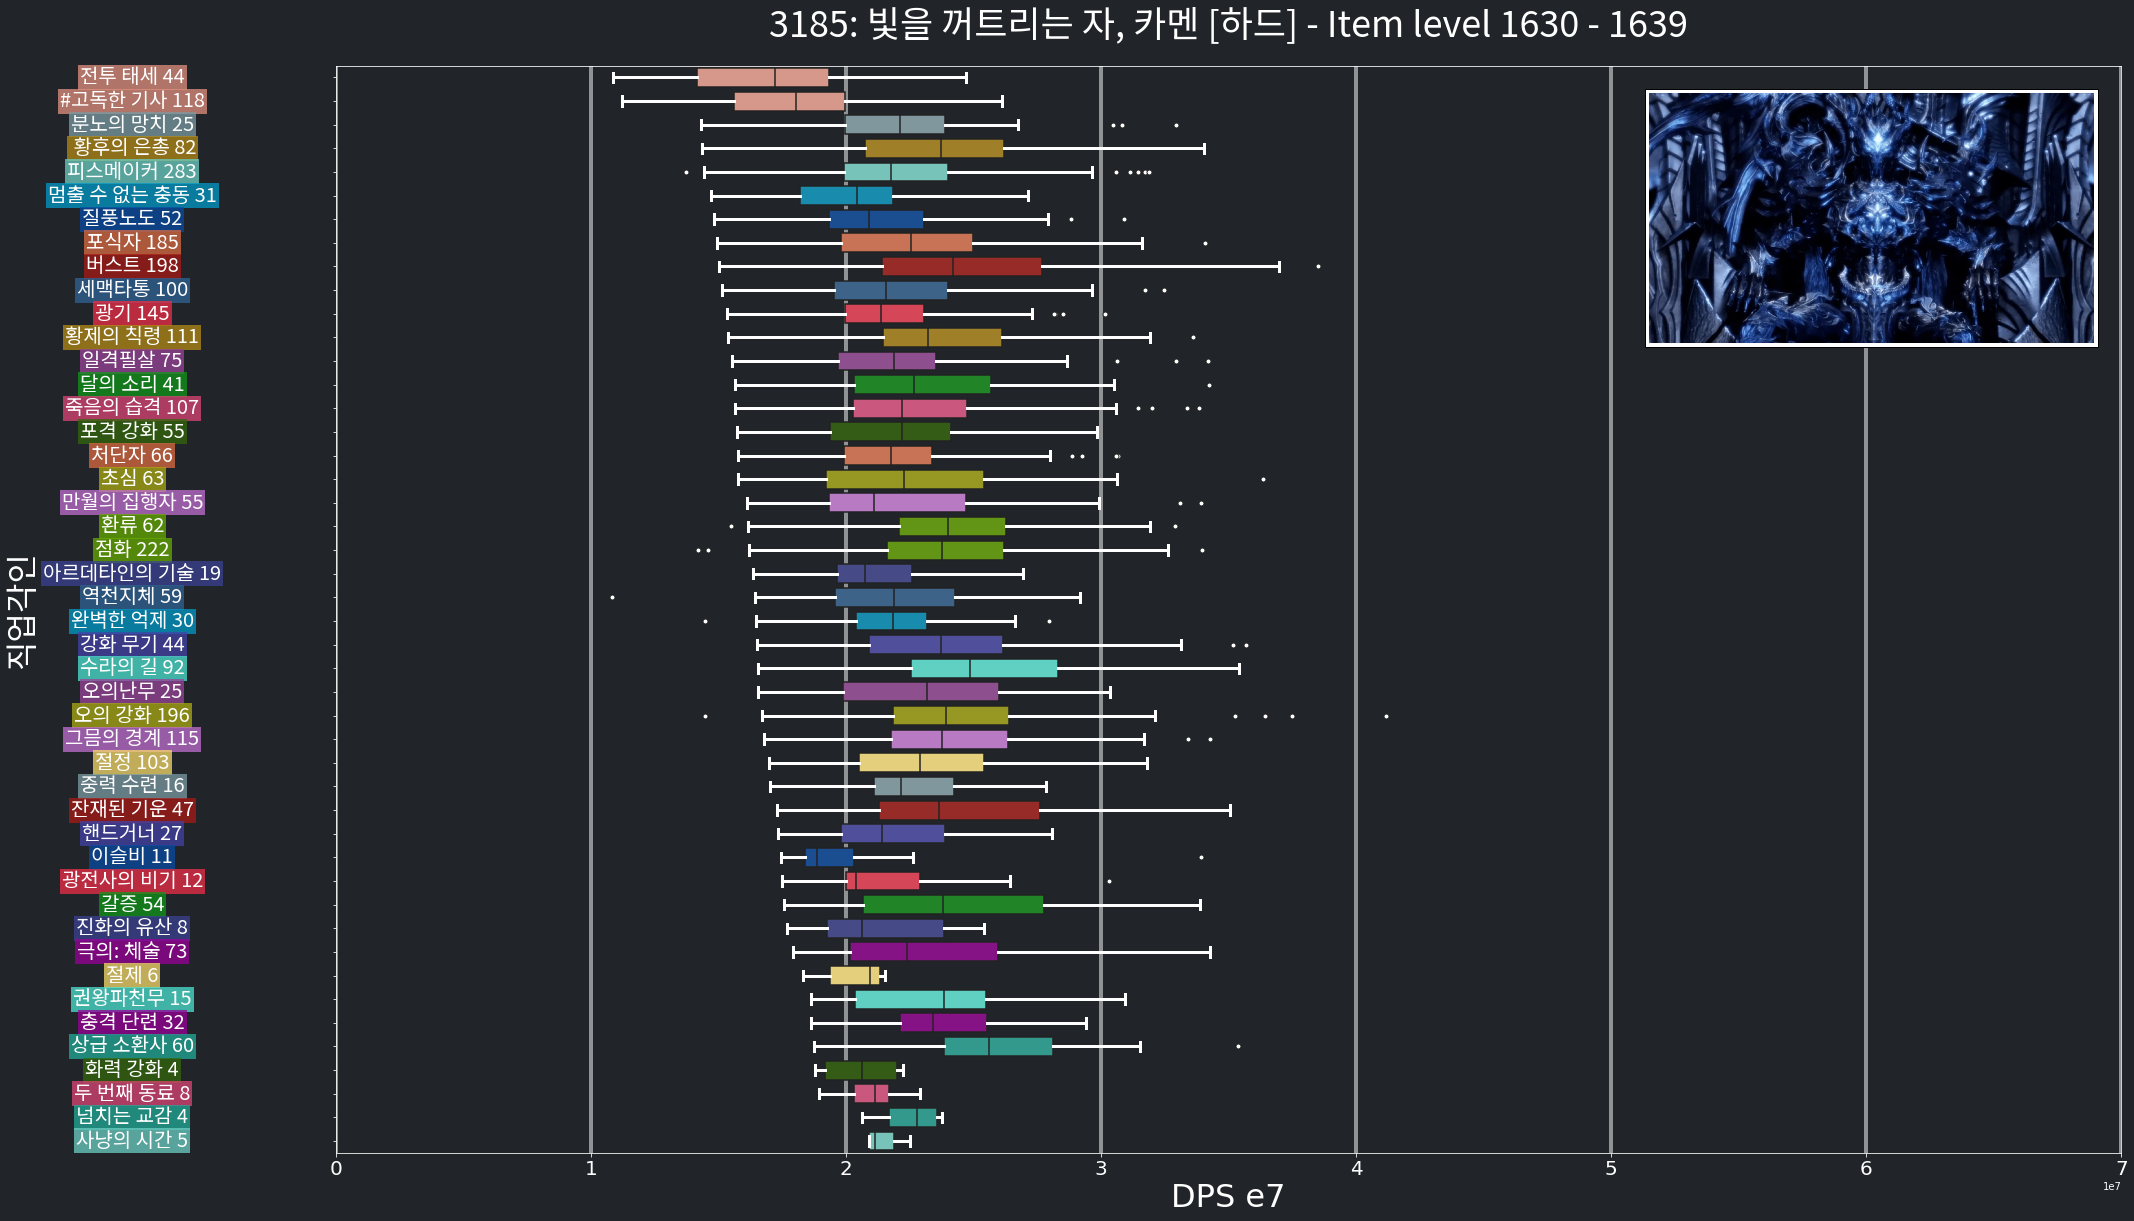 3185: 빛을 꺼트리는 자, 카멘 [하드] - Item level 1630 - 1639
직업각인
전투 태세 44
#고독한 기사 118
분노의 망치 25
황후의 은총 82
피스메이커 283
멈출 수 없는 충동 31
질풍노도 52
포식자 185
버스트 198
세맥타통 100
광기 145
황제의 칙령 111
일격필살 75
달의 소리 41
죽음의 습격 107
포격 강화 55
처단자 66
초심 63
만월의 집행자 55
환류 62
점화 222
아르데타인의 기술 19
역천지체 59
완벽한 억제 30
강화 무기 44
수라의 길 92
오의난무 25
오의 강화 196
그믐의 경계 115
절정 103
중력 수련 16
잔재된 기운 47
핸드거너 27
이슬비 11
광전사의 비기 12
갈증 54
진화의 유산 8
극의: 체술 73
절제 6
권왕파천무 15
충격 단련 32
상급 소환사 60
화력 강화 4
두 번째 동료 8
넘치는 교감 4
사냥의 시간 5
0 1 2 3 4 5 6 7
1e7
DPS e7